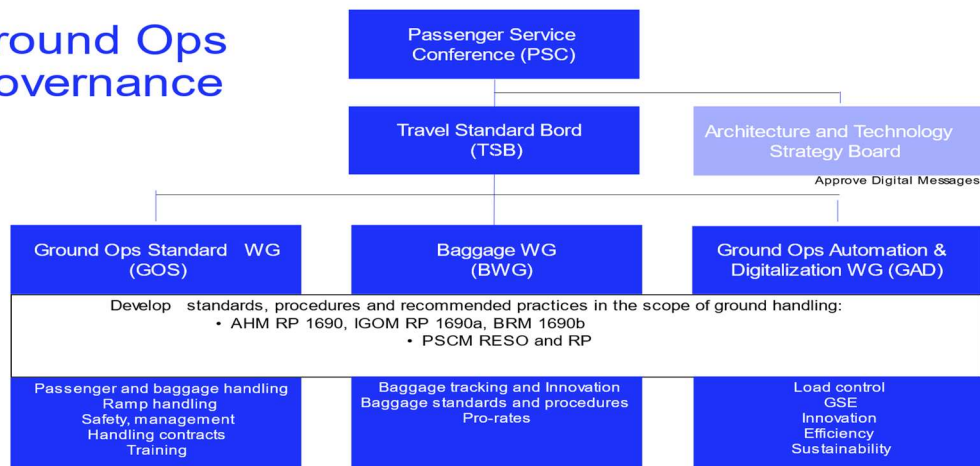 round Ops
overnance
Passenger Service
Conference (PSC)
Travel Standard Bord
(TSB)
Architecture and Technology
Strategy Board
Approve Digital Messages
Ground Ops Standard WG
(GOS)
Baggage WG
(BWG)
Ground Ops Automation &
Digitalization WG (GAD)
Develop standards, procedures and recommended practices in the scope of ground handling:
• AHM RP 1690, IGOM RP 1690a, BRM 1690b
• PSCM RESO and RP
Passenger and baggage handling
Ramp handling
Safety, management
Handling contracts
Training
Baggage tracking and Innovation
Baggage standards and procedures
Pro-rates
Load control
GSE
Innovation
Efficiency
Sustainability